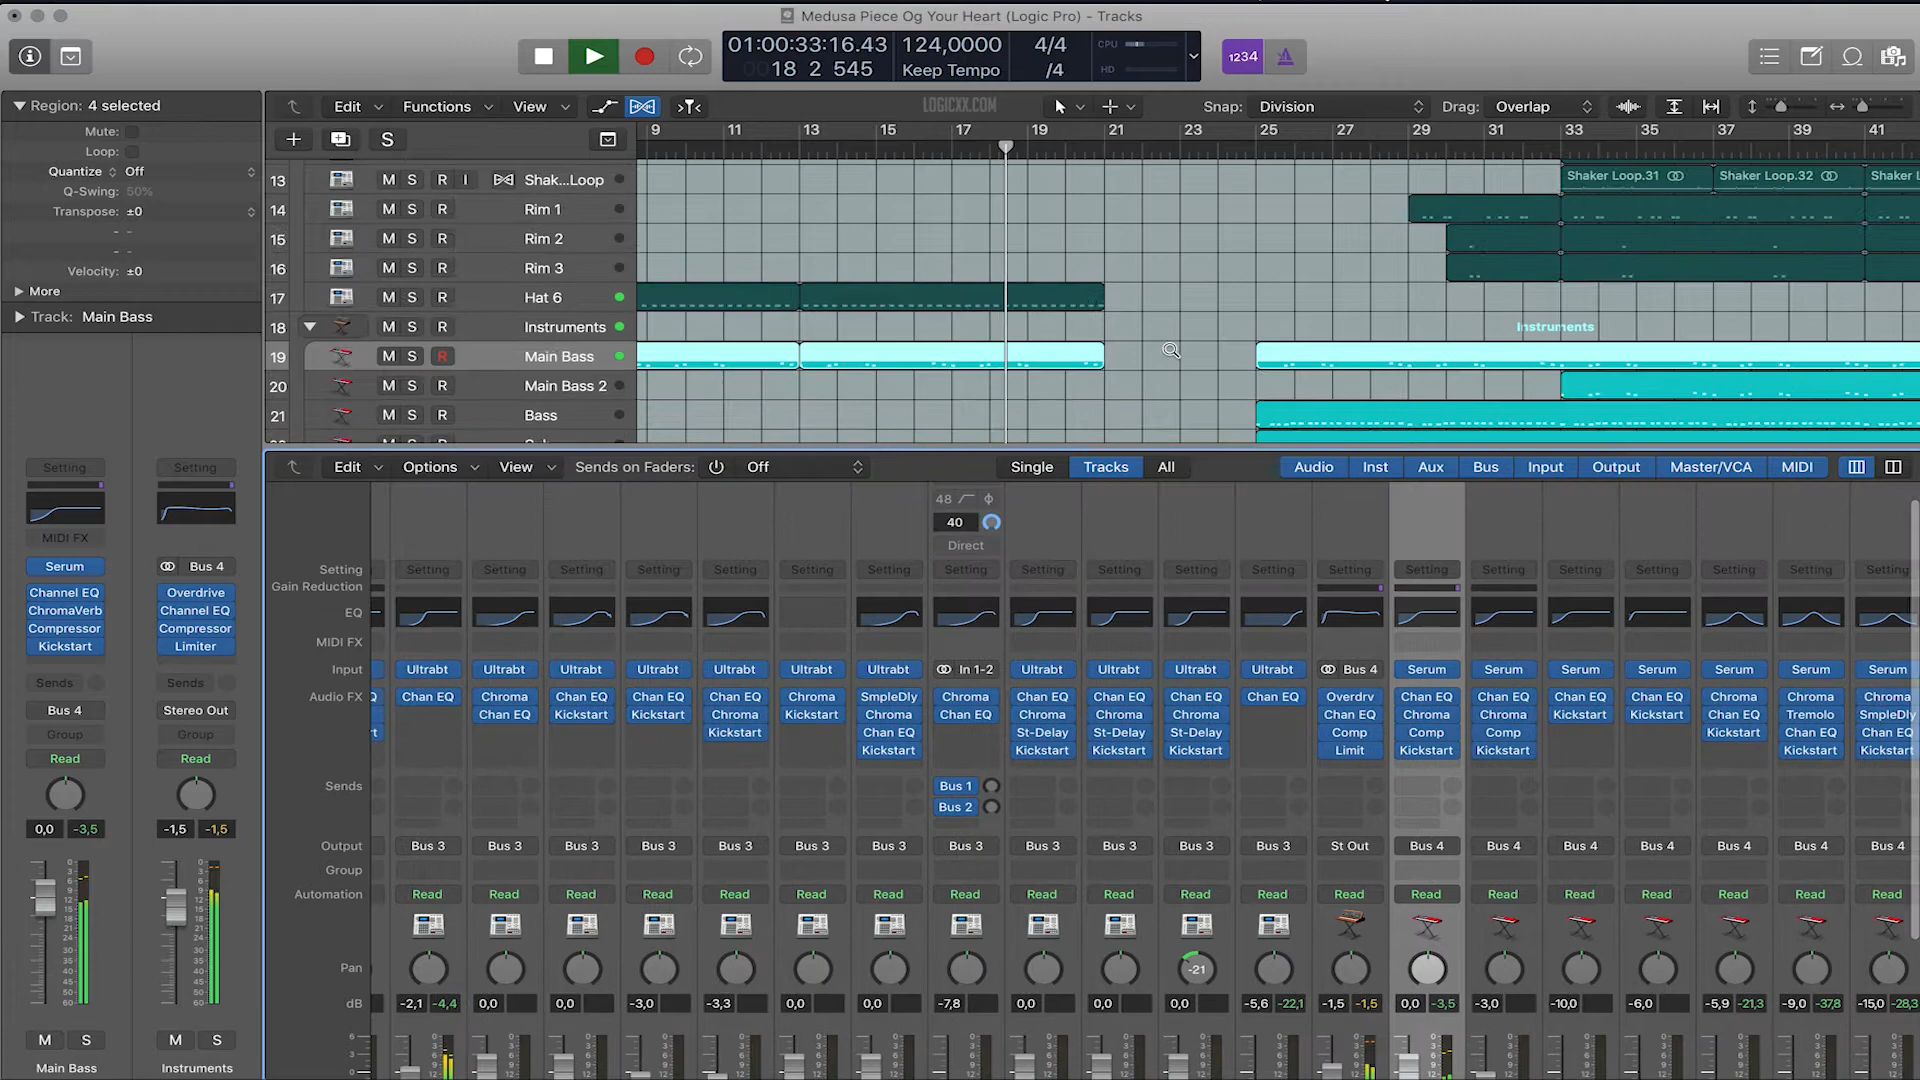 Medusa Piece Og Your Heart (Logic Pro) - Tracks
01:00:33:16.43 124,0000 4/4 CPU
18 2 545 Keep Tempo /4 HD
1234
Region: 4 selected
Edit Functions View LOGICXX.COM Snap: Division Drag: Overlap
Mute:
Loop:
Quantize Off
Q-Swing: 50%
Transpose: ±0
Velocity: ±0
More
Track: Main Bass
S 9 11 13 15 17 19 21 23 25 27 29 31 33 35 37 39 41
13 M S R I Shak...Loop Shaker Loop.31 Shaker Loop.32 Shaker L
14 M S R Rim 1
15 M S R Rim 2
16 M S R Rim 3
17 M S R Hat 6
18 M S R Instruments Instruments
19 M S R Main Bass
20 M S R Main Bass 2
21 M S R Bass
Edit Options View Sends on Faders: Off Single Tracks All Audio Inst Aux Bus Input Output Master/VCA MIDI
Setting Setting
MIDI FX
Serum Bus 4
Channel EQ Overdrive
ChromaVerb Channel EQ
Compressor Compressor
Kickstart Limiter
Sends Sends
Bus 4 Stereo Out
Group Group
Read Read
0,0 -3,5 -1,5 -1,5
M S M S
Main Bass Instruments
48
40
Direct
Setting Setting Setting Setting Setting Setting Setting Setting Setting Setting Setting Setting Setting Setting Setting Setting Setting Setting Setting Setting Setting
Gain Reduction
EQ
MIDI FX
Input Ultrabt Ultrabt Ultrabt Ultrabt Ultrabt Ultrabt Ultrabt In 1-2 Ultrabt Ultrabt Ultrabt Ultrabt Bus 4 Serum Serum Serum Serum Serum Serum Serum
Audio FX Chan EQ Chroma Chan EQ Chan EQ Chan EQ Chroma SmpleDly Chroma Chan EQ Chan EQ Chan EQ Chan EQ Overdrv Chan EQ Chan EQ Chan EQ Chan EQ Chroma Chroma Chroma
Chan EQ Kickstart Kickstart Chroma Kickstart Chroma Chan EQ Chroma Chroma Chroma Chan EQ Chroma Chroma Kickstart Kickstart Chan EQ Tremolo SmpleDly
Kickstart Chan EQ St-Delay St-Delay St-Delay Comp Comp Comp Kickstart Chan EQ Chan EQ
Kickstart Kickstart Kickstart Kickstart Limit Kickstart Kickstart Kickstart Kickstart
Sends Bus 1
Bus 2
Output Bus 3 Bus 3 Bus 3 Bus 3 Bus 3 Bus 3 Bus 3 Bus 3 Bus 3 Bus 3 Bus 3 Bus 3 St Out Bus 4 Bus 4 Bus 4 Bus 4 Bus 4 Bus 4 Bus 4
Group
Automation Read Read Read Read Read Read Read Read Read Read Read Read Read Read Read Read Read Read Read Read
Pan -21
dB -2,1 -4,4 0,0 0,0 -3,0 -3,3 0,0 0,0 -7,8 0,0 0,0 0,0 -5,6 -22,1 -1,5 -1,5 0,0 -3,5 -3,0 -10,0 -6,0 -5,9 -21,3 -9,0 -37,8 -15,0 -28,3